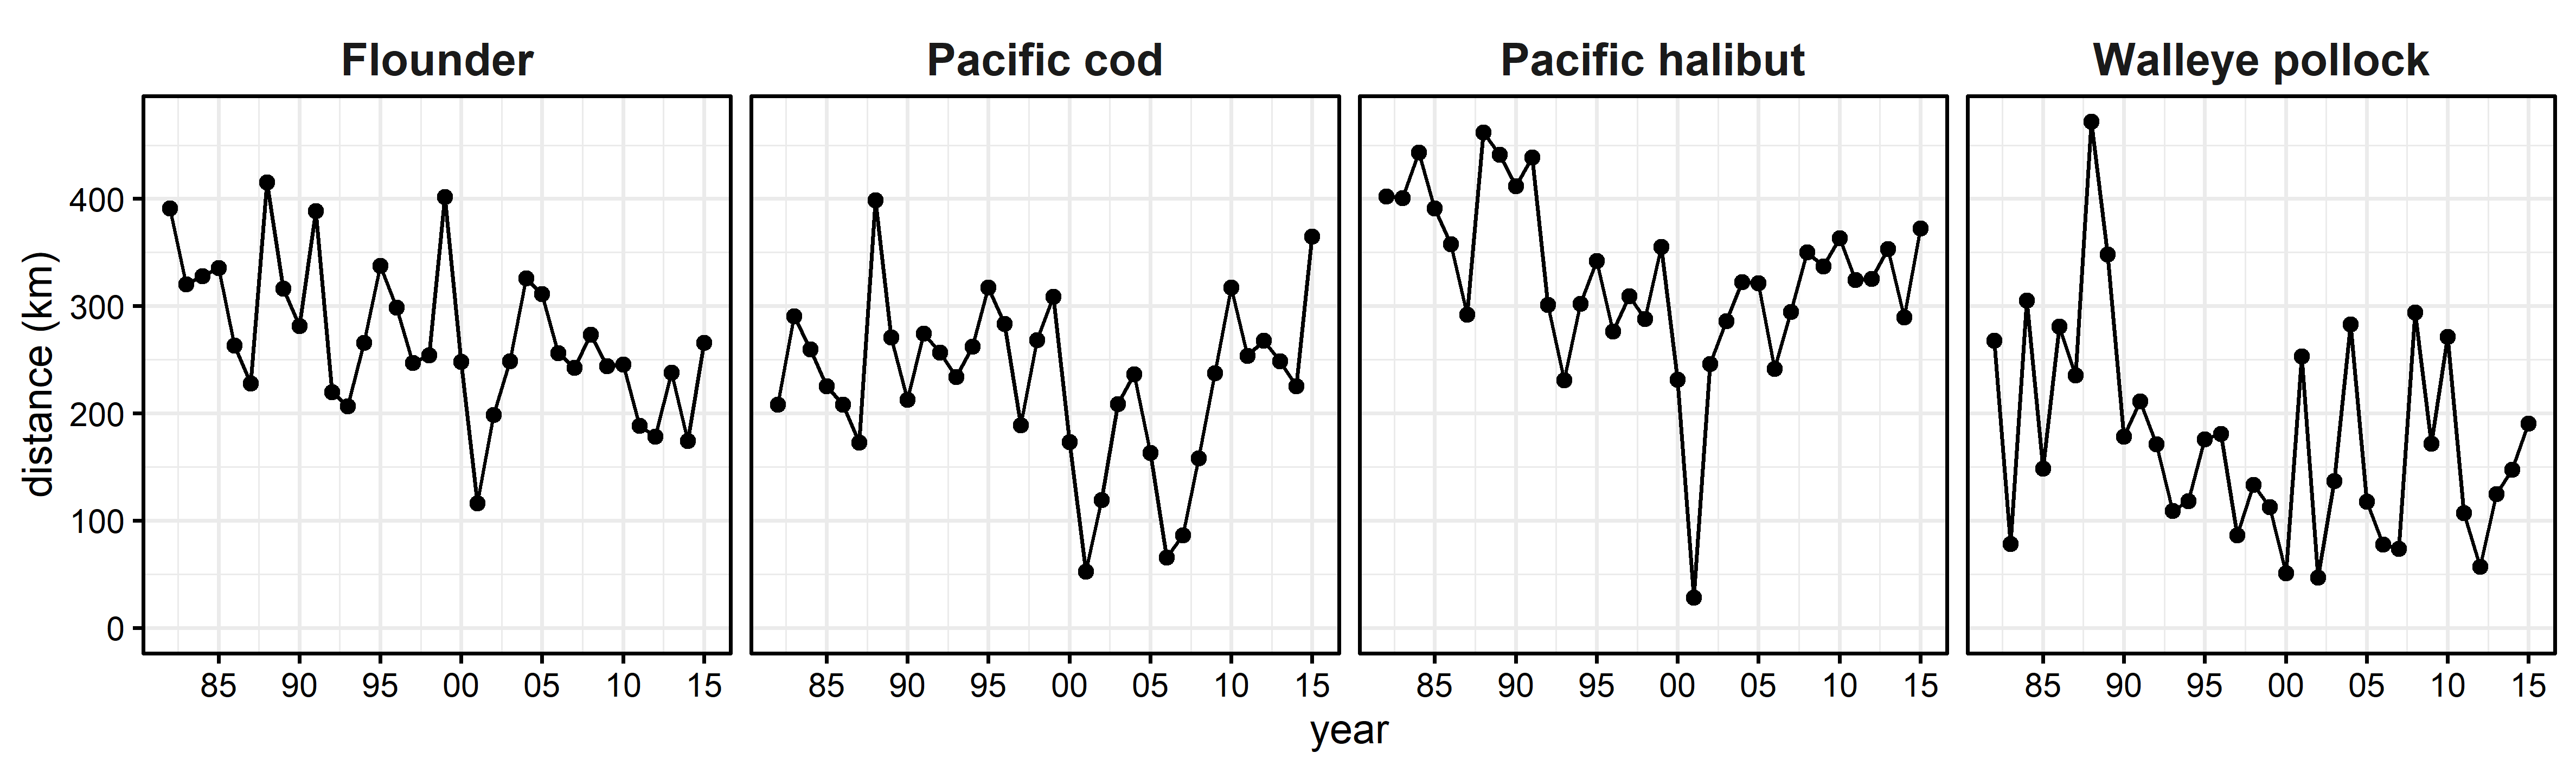 Flounder Pacific cod Pacific halibut Walleye pollock
distance (km)
400
300
200
100
0
85 90 95 00 05 10 15 85 90 95 00 05 10 15 85 90 95 00 05 10 15 85 90 95 00 05 10 15
year